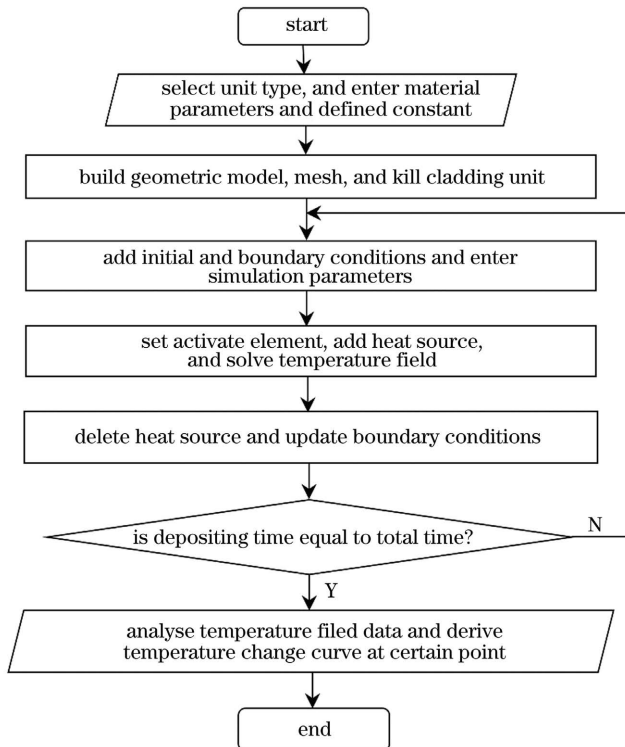 start
select unit type, and enter material
parameters and defined constant
build geometric model, mesh, and kill cladding unit
add initial and boundary conditions and enter
simulation parameters
set activate element, add heat source,
and solve temperature field
delete heat source and update boundary conditions
is depositing time equal to total time?
N
Y
analyse temperature filed data and derive
temperature change curve at certain point
end